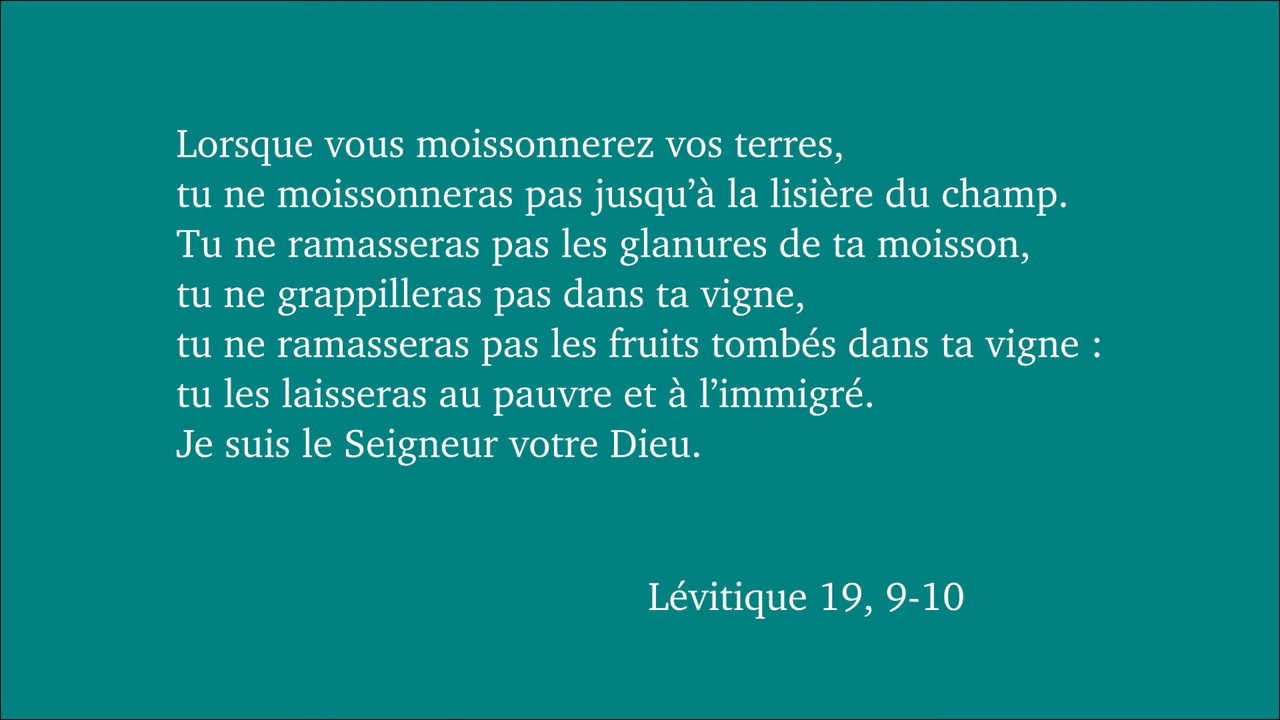 Lorsque vous moissonnerez vos terres,
tu ne moissonneras pas jusqu’à la lisière du champ.
Tu ne ramasseras pas les glanures de ta moisson,
tu ne grappilleras pas dans ta vigne,
tu ne ramasseras pas les fruits tombés dans ta vigne :
tu les laisseras au pauvre et à l’immigré.
Je suis le Seigneur votre Dieu.
Lévitique 19, 9-10